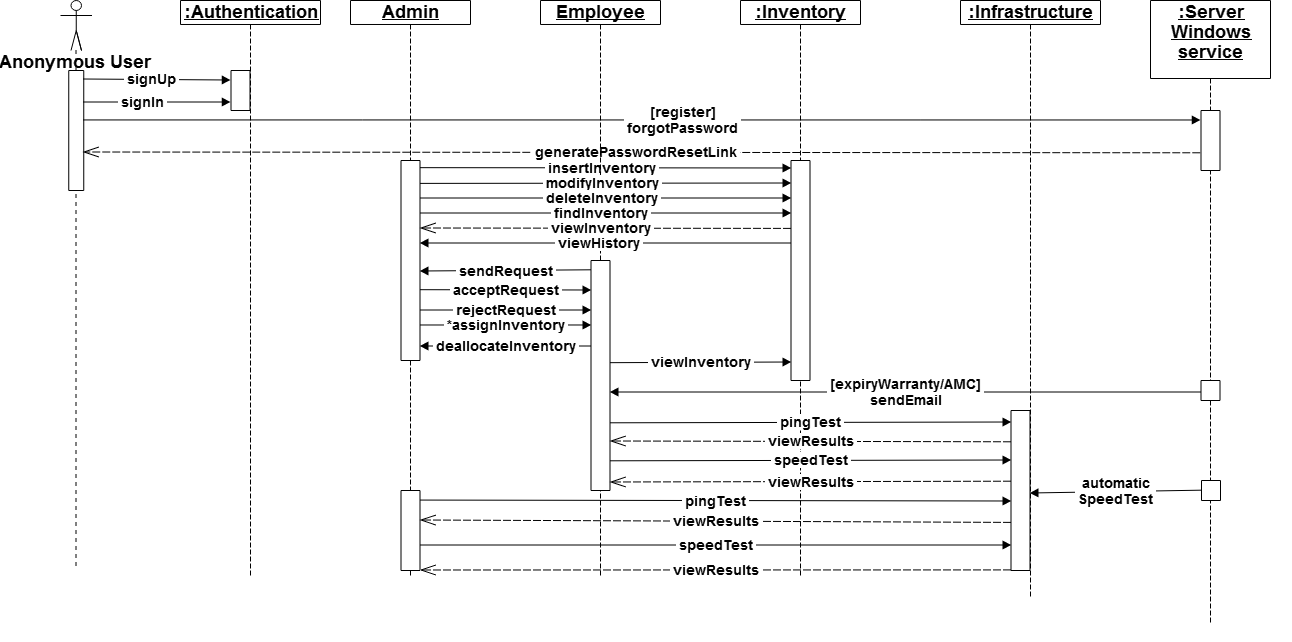 :Authentication
Admin
Employee
:Inventory
:Infrastructure
:Server
Windows
service
Anonymous User
signUp
signIn
[register]
forgotPassword
generatePasswordResetLink
insertInventory
modifyInventory
deleteInventory
findInventory
viewInventory
viewHistory
sendRequest
acceptRequest
rejectRequest
*assignInventory
deallocateInventory
viewInventory
[expiryWarranty/AMC]
sendEmail
pingTest
viewResults
speedTest
viewResults
automatic
SpeedTest
pingTest
viewResults
speedTest
viewResults